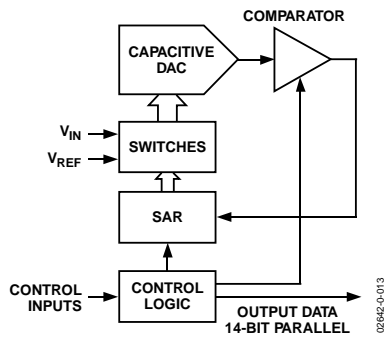 COMPARATOR
CAPACITIVE
DAC
V_IN
V_REF
SWITCHES
SAR
CONTROL
INPUTS
CONTROL
LOGIC
OUTPUT DATA
14-BIT PARALLEL
02642-0-013